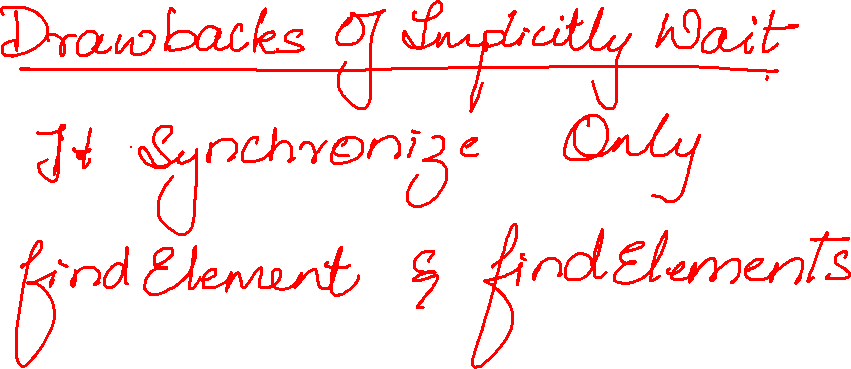 Drawbacks Of Implicitly Wait
It Synchronize Only
findElement & findElements